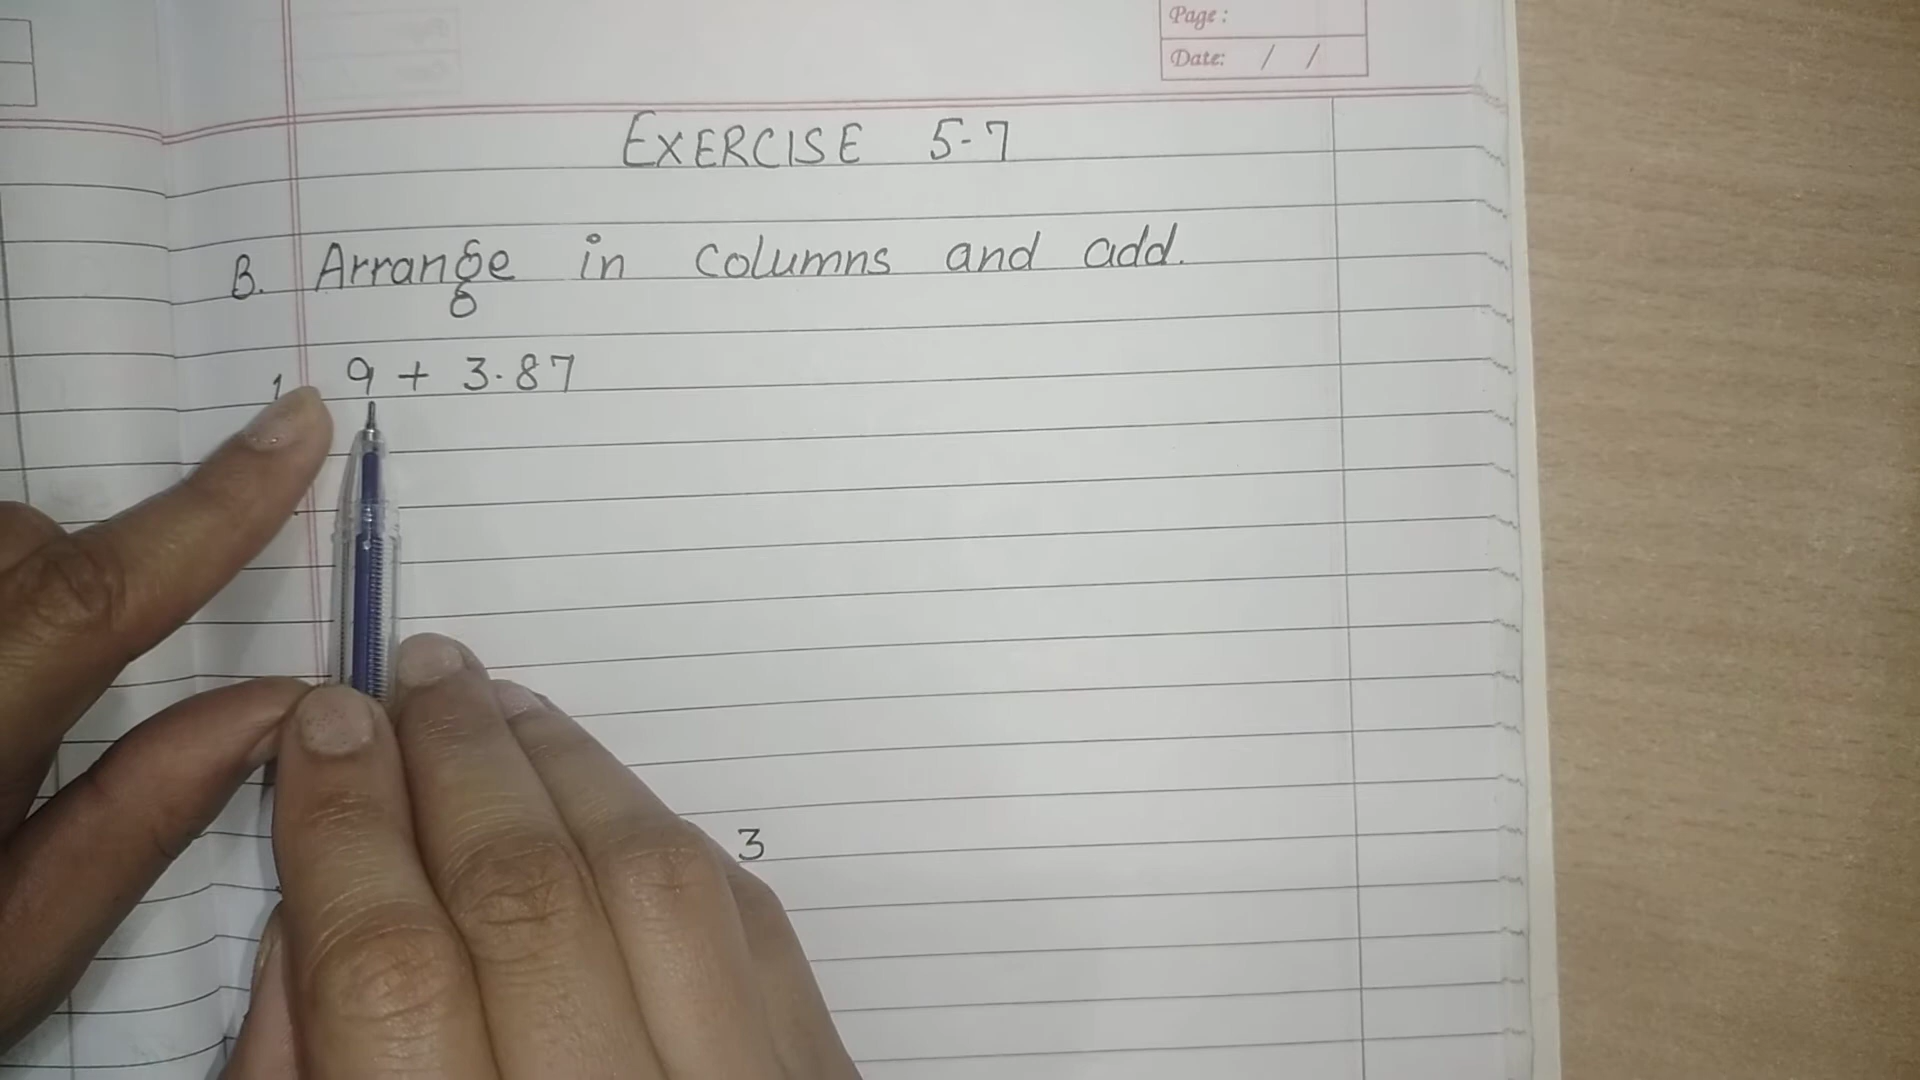 Page :
Date: / /
EXERCISE 5.7
B. Arrange in columns and add.
1. 9 + 3.87
3